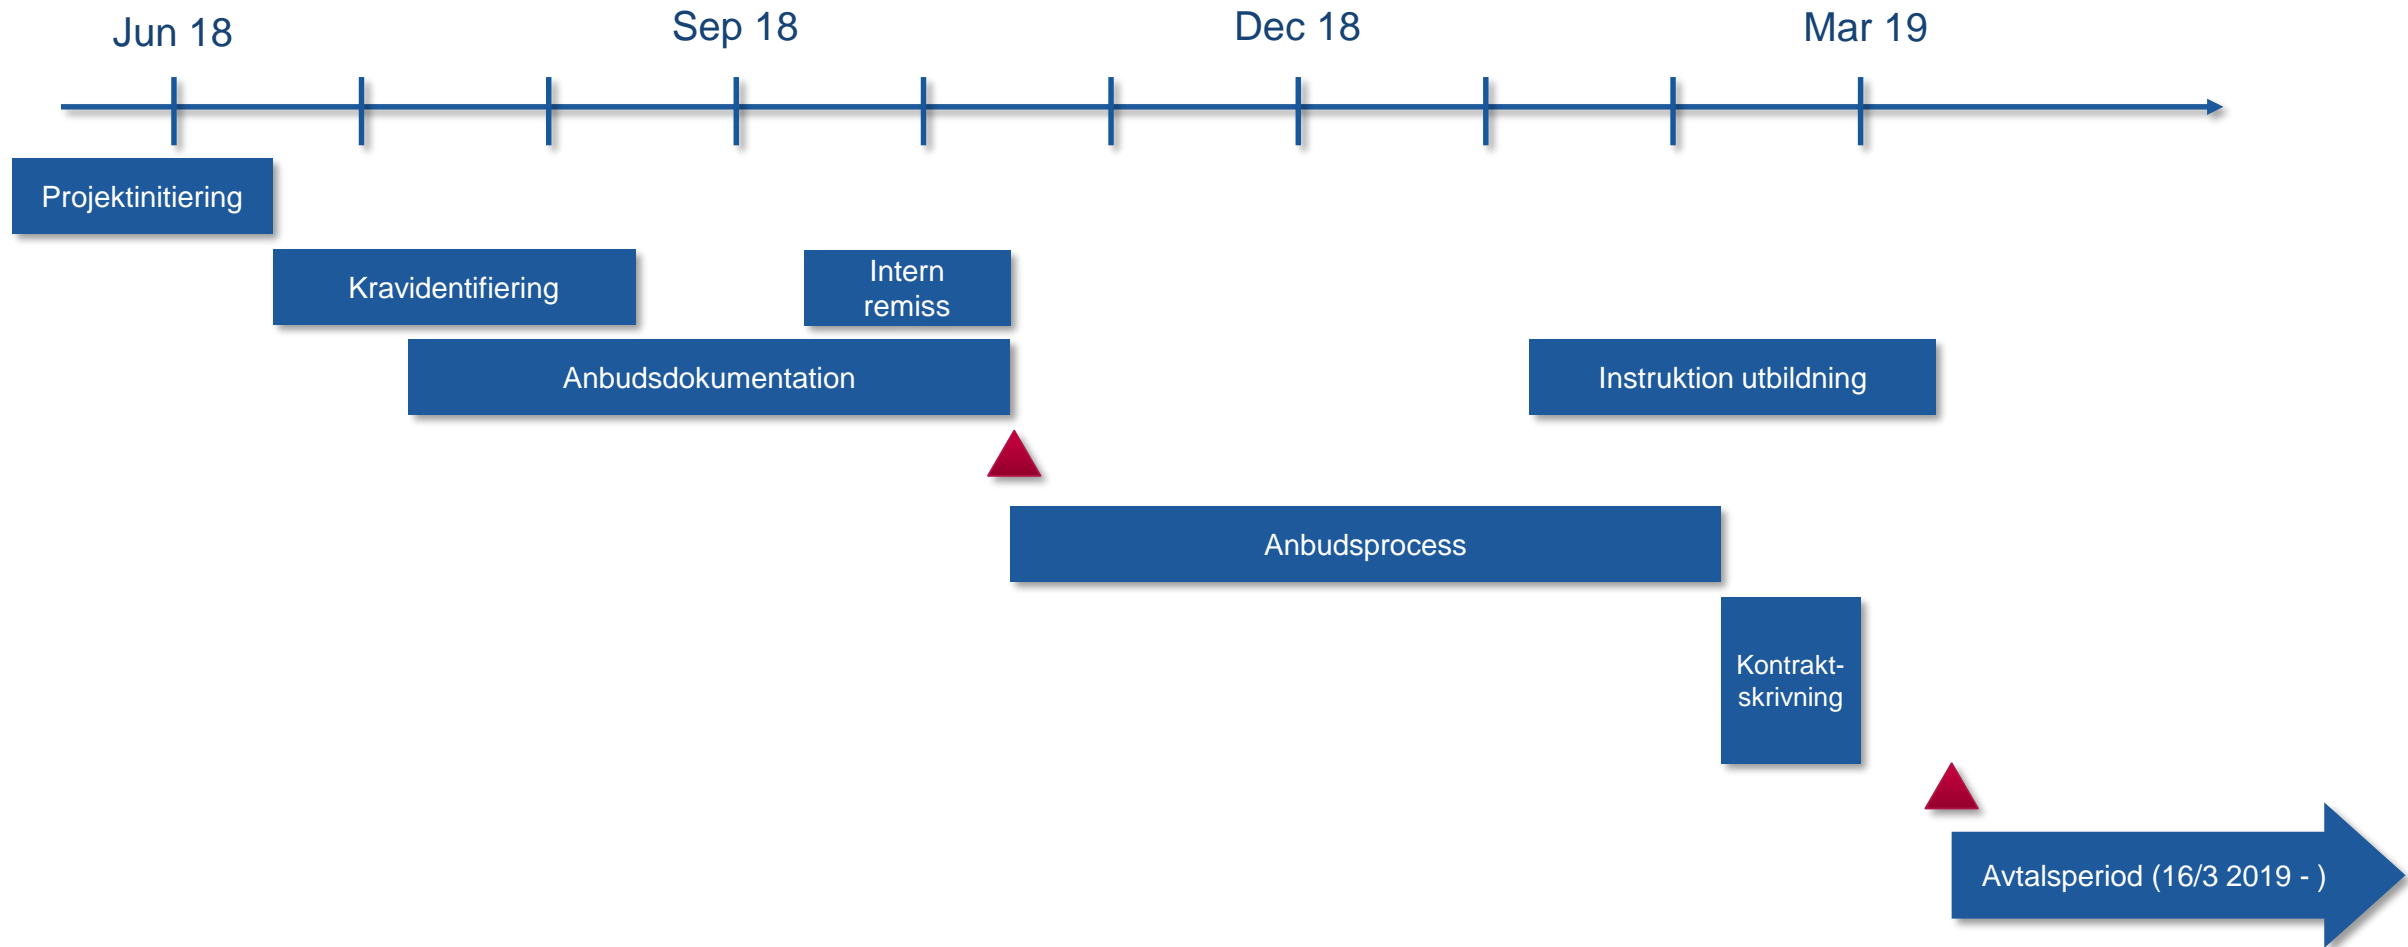 Jun 18
Sep 18
Dec 18
Mar 19
Projektinitiering
Kravidentifiering
Intern
remiss
Anbudsdokumentation
Instruktion utbildning
Anbudsprocess
Kontrakt-
skrivning
Avtalsperiod (16/3 2019 - )